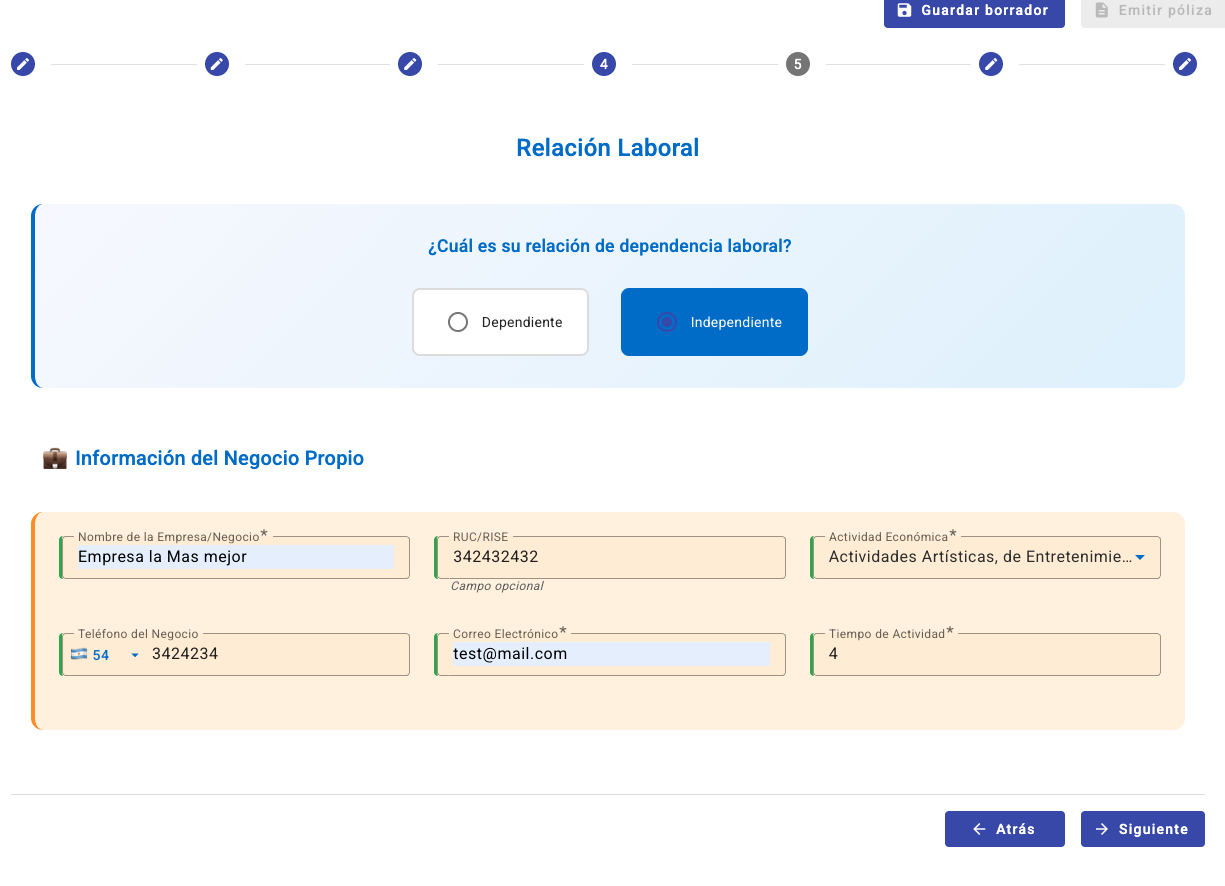 Guardar borrador
Emitir póliza
4
5
Relación Laboral
¿Cuál es su relación de dependencia laboral?
Dependiente
Independiente
Información del Negocio Propio
Nombre de la Empresa/Negocio*
Empresa la Mas mejor
RUC/RISE
342432432
Campo opcional
Actividad Económica*
Actividades Artísticas, de Entretenimie...
Teléfono del Negocio
54
3424234
Correo Electrónico*
test@mail.com
Tiempo de Actividad*
4
Atrás
Siguiente